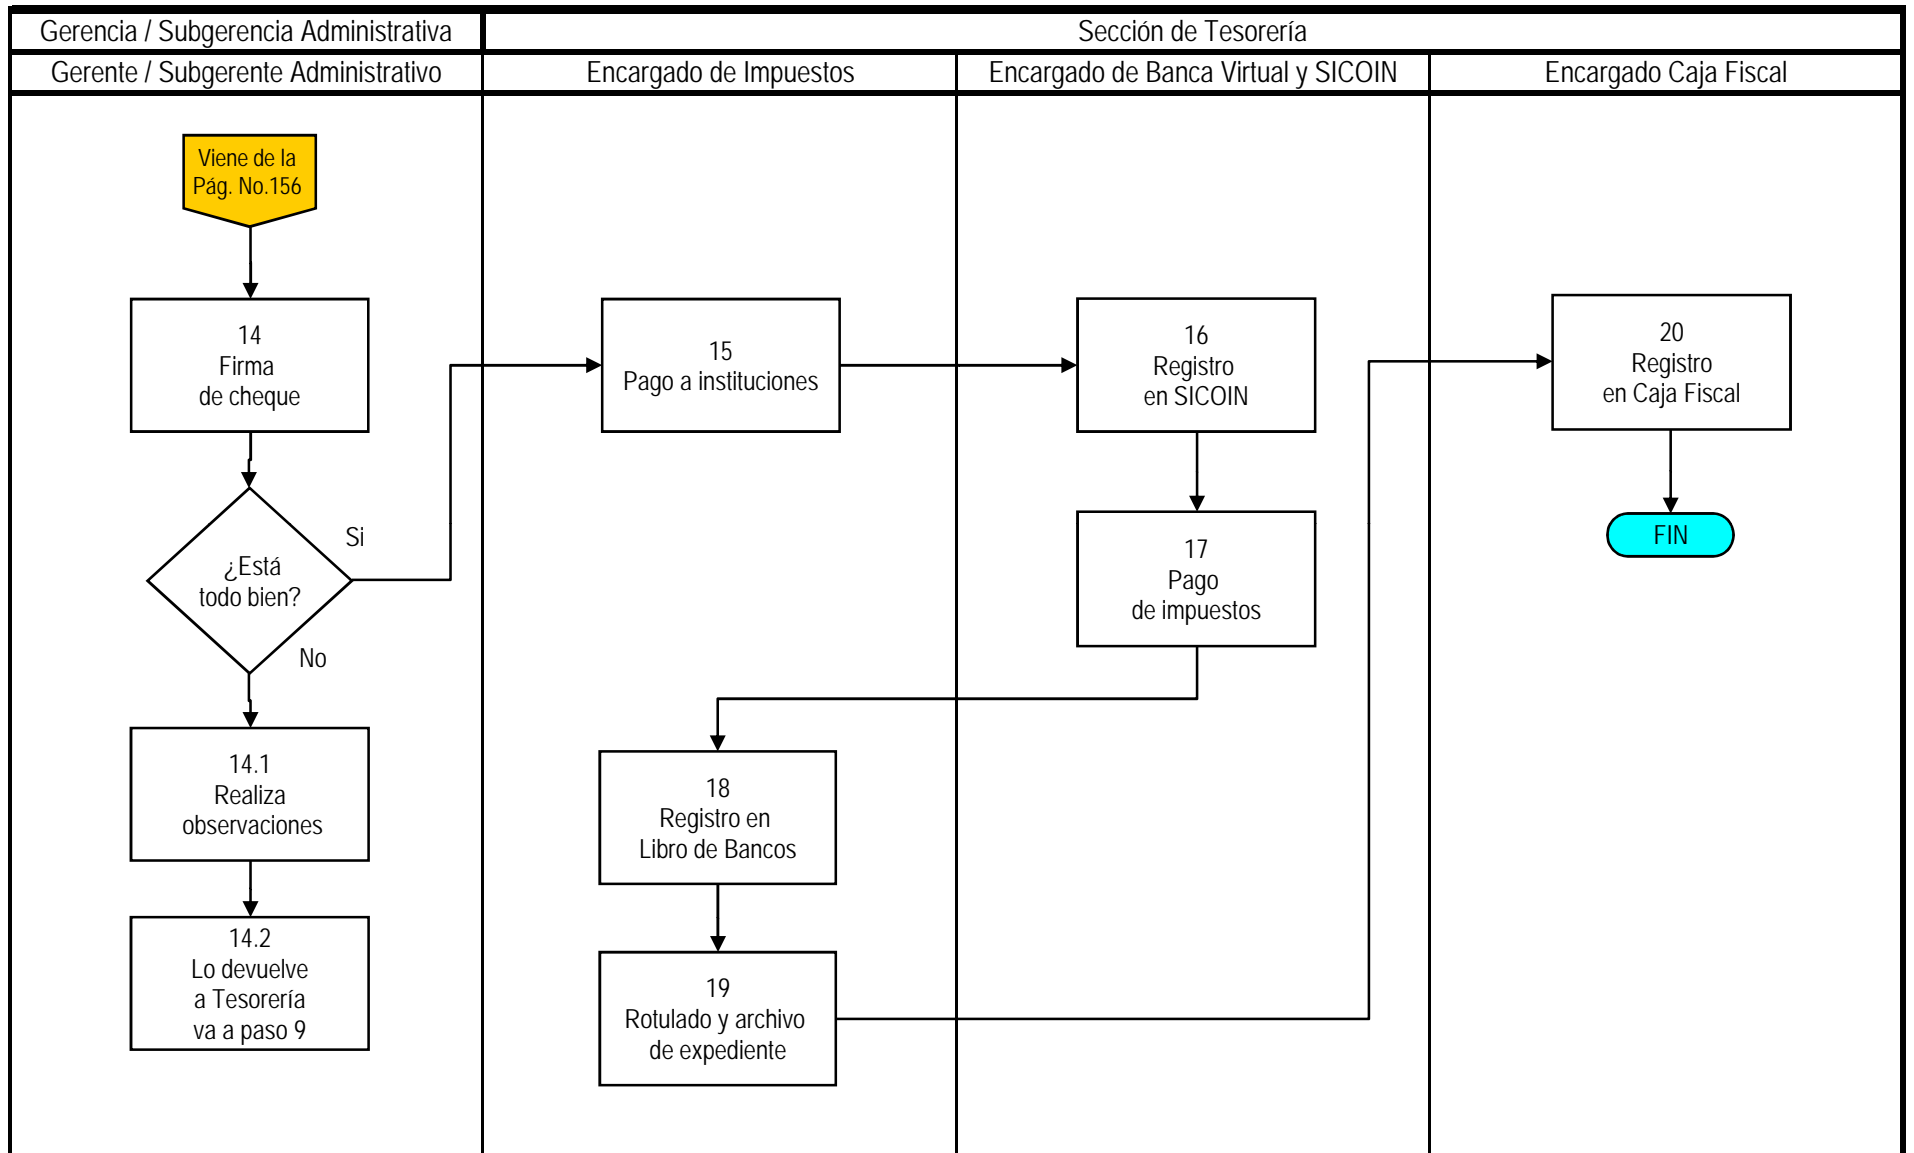 Gerencia / Subgerencia Administrativa
Sección de Tesorería
Gerente / Subgerente Administrativo
Encargado de Impuestos
Encargado de Banca Virtual y SICOIN
Encargado Caja Fiscal
Viene de la
Pág. No.156
14
Firma
de cheque
¿Está
todo bien?
Si
No
14.1
Realiza
observaciones
14.2
Lo devuelve
a Tesorería
va a paso 9
15
Pago a instituciones
16
Registro
en SICOIN
17
Pago
de impuestos
18
Registro en
Libro de Bancos
19
Rotulado y archivo
de expediente
20
Registro
en Caja Fiscal
FIN